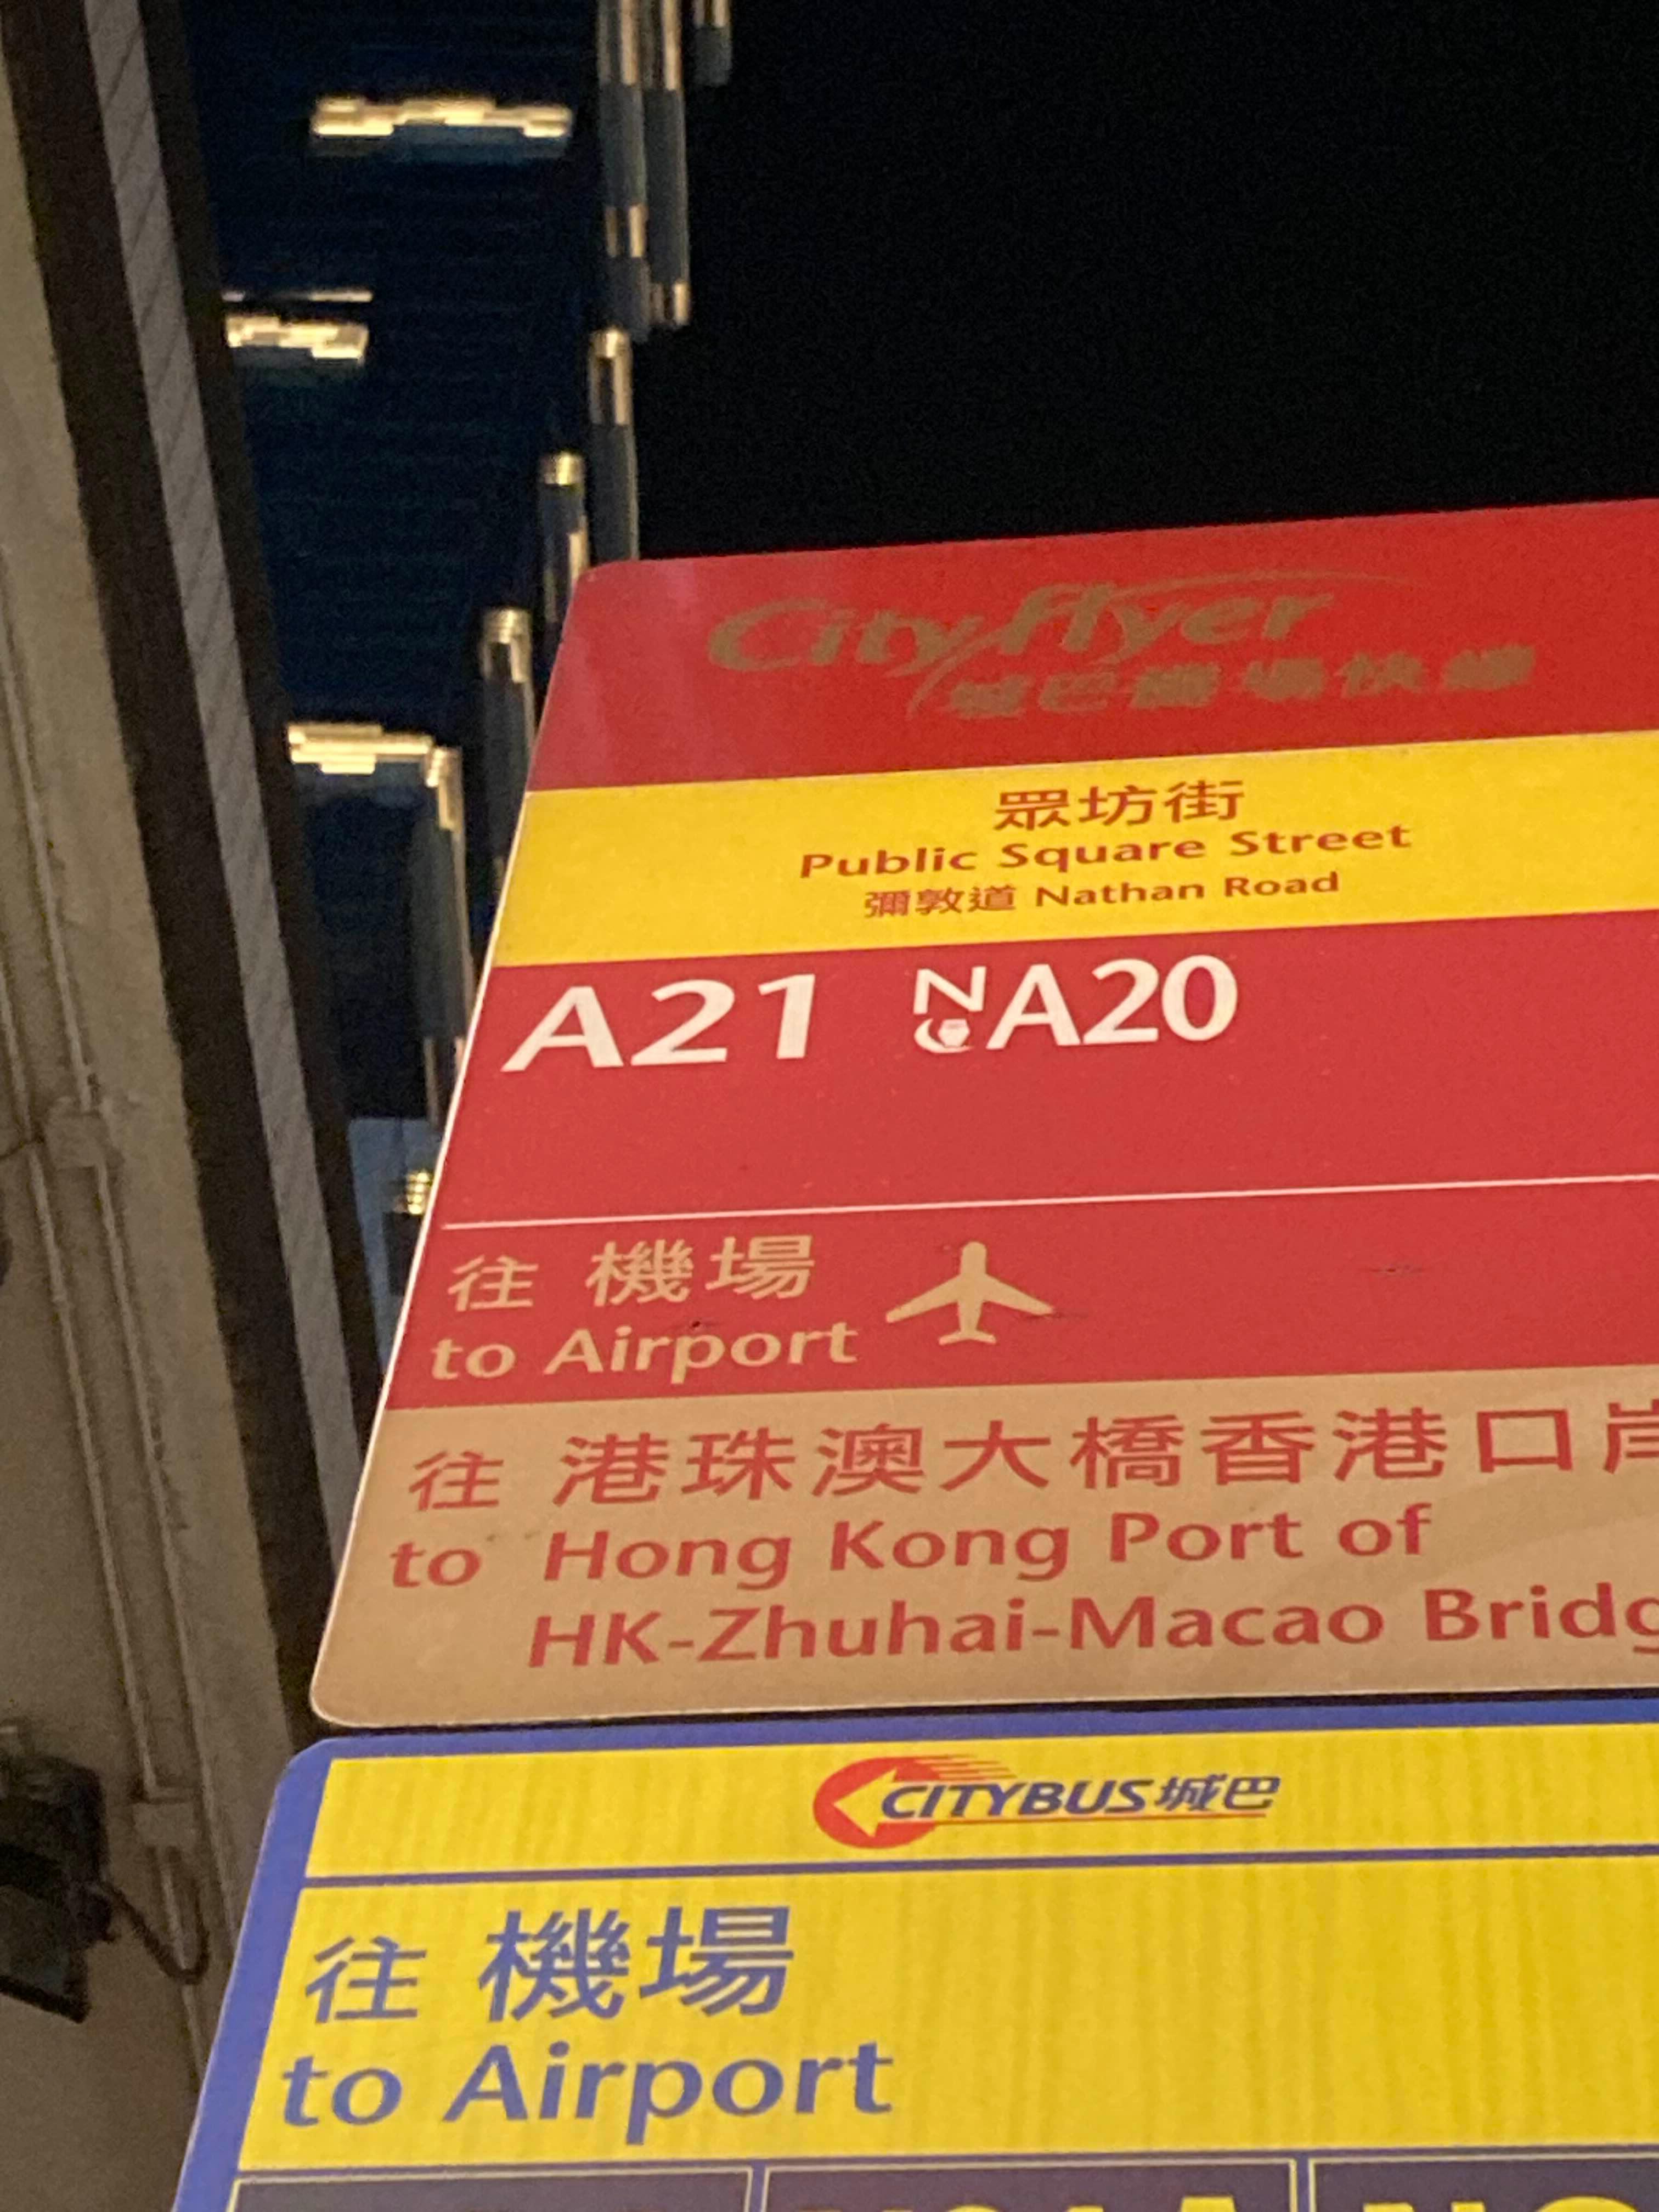 Cityflyer
城巴機場快線
眾坊街
Public Square Street
彌敦道 Nathan Road
A21 NA20
往 機場
to Airport
往 港珠澳大橋香港口岸
to Hong Kong Port of
HK-Zhuhai-Macao Bridg
CITYBUS城巴
往 機場
to Airport